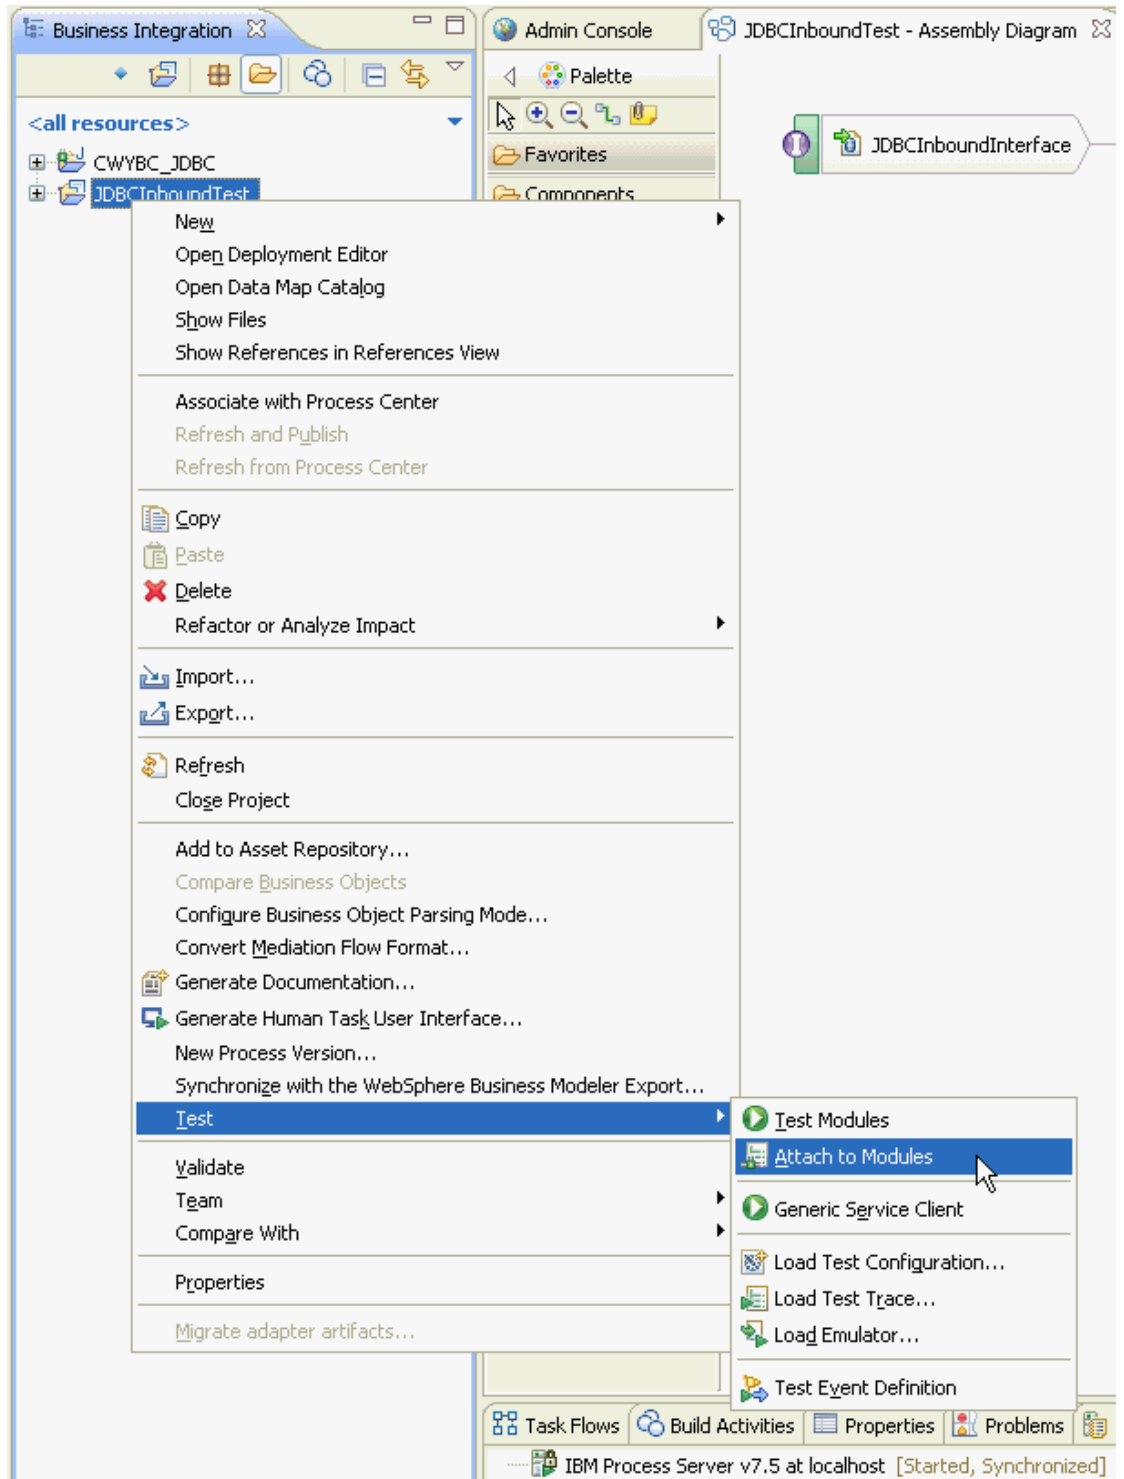 Business Integration
Admin Console
JDBCInboundTest - Assembly Diagram
Palette
<all resources>
JDBCInboundInterface
Favorites
CWYBC_JDBC
JDBCInboundTest
Components
New
Open Deployment Editor
Open Data Map Catalog
Show Files
Show References in References View
Associate with Process Center
Refresh and Publish
Refresh from Process Center
Copy
Paste
Delete
Refactor or Analyze Impact
Import...
Export...
Refresh
Close Project
Add to Asset Repository...
Compare Business Objects
Configure Business Object Parsing Mode...
Convert Mediation Flow Format...
Generate Documentation...
Generate Human Task User Interface...
New Process Version...
Synchronize with the WebSphere Business Modeler Export...
Test
Test Modules
Attach to Modules
Validate
Team
Generic Service Client
Compare With
Load Test Configuration...
Properties
Load Test Trace...
Migrate adapter artifacts...
Load Emulator...
Test Event Definition
Task Flows
Build Activities
Properties
Problems
IBM Process Server v7.5 at localhost [Started, Synchronized]